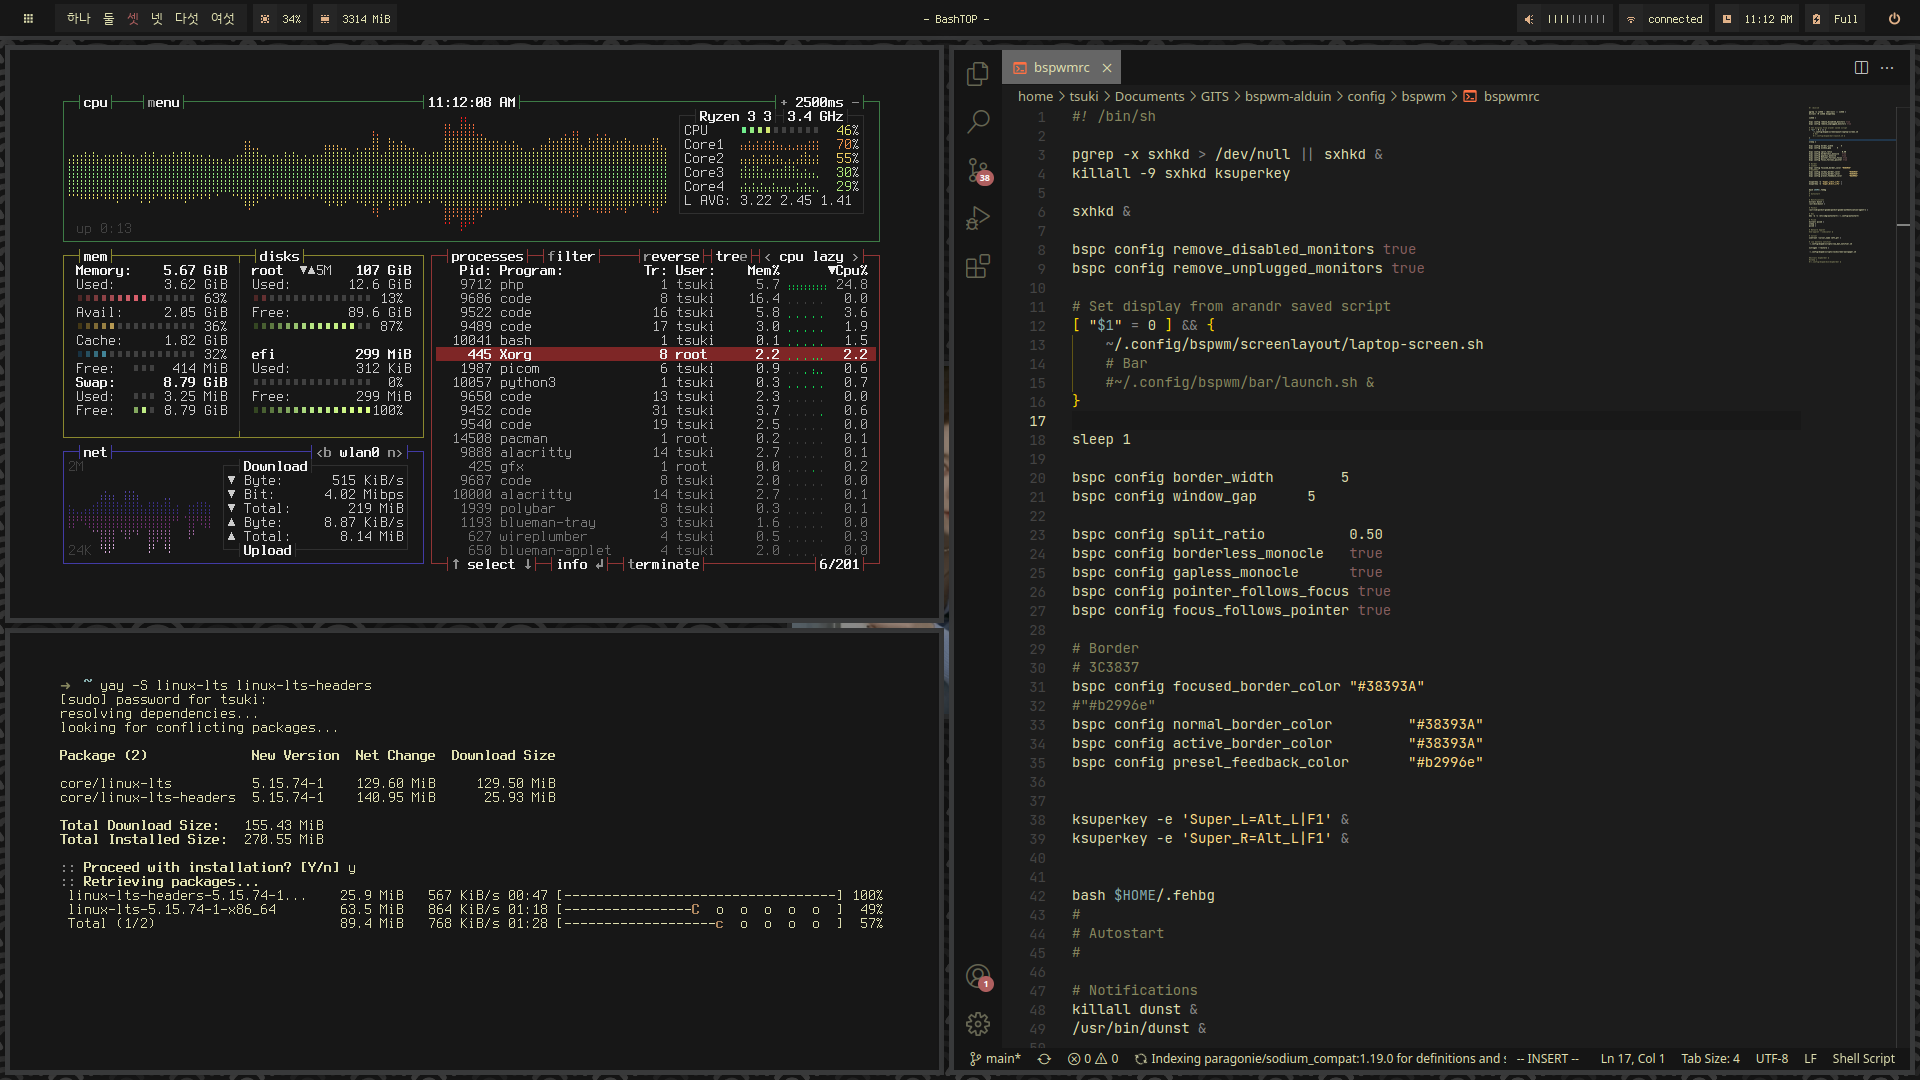 하나 둘 셋 넷 다섯 여섯 34% 3314 MiB
- BashTOP -
connected 11:12 AM Full
cpu menu 11:12:08 AM + 2500ms -
Ryzen 3 3 3.4 GHz
CPU 46%
Core1 70%
Core2 55%
Core3 30%
Core4 29%
L AVG: 3.22 2.45 1.41
up 0:13
mem
Memory: 5.67 GiB
Used: 3.62 GiB
63%
Avail: 2.05 GiB
36%
Cache: 1.82 GiB
32%
Free: 414 MiB
Swap: 8.79 GiB
Used: 3.25 MiB
Free: 8.79 GiB
disks
root ▼▲5M 107 GiB
Used: 12.6 GiB
13%
Free: 89.6 GiB
87%
efi 299 MiB
Used: 312 KiB
0%
Free: 299 MiB
100%
net <b wlan0 n>
2M
24K
Download
▼ Byte: 515 KiB/s
▼ Bit: 4.02 Mibps
▼ Total: 219 MiB
▲ Byte: 8.87 KiB/s
▲ Total: 8.14 MiB
Upload
processes filter reverse tree < cpu lazy >
Pid: Program: Tr: User: Mem% ▼Cpu%
9712 php 1 tsuki 5.7 24.8
9686 code 8 tsuki 16.4 0.0
9522 code 16 tsuki 5.8 3.6
9489 code 17 tsuki 3.0 1.9
10041 bash 1 tsuki 0.1 1.5
445 Xorg 8 root 2.2 2.2
1987 picom 6 tsuki 0.9 0.6
10057 python3 1 tsuki 0.3 0.7
9650 code 13 tsuki 2.3 0.0
9452 code 31 tsuki 3.7 0.6
9540 code 19 tsuki 2.5 0.0
14508 pacman 1 root 0.2 0.1
9888 alacritty 14 tsuki 2.7 0.1
425 gfx 1 root 0.0 0.2
9687 code 8 tsuki 2.0 0.0
10000 alacritty 14 tsuki 2.7 0.1
1939 polybar 8 tsuki 0.3 0.1
1193 blueman-tray 3 tsuki 1.6 0.0
627 wireplumber 4 tsuki 0.5 0.3
650 blueman-applet 4 tsuki 2.0 0.0
↑ select ↓ info ↲ terminate 6/201
➜ ~ yay -S linux-lts linux-lts-headers
[sudo] password for tsuki:
resolving dependencies...
looking for conflicting packages...
Package (2) New Version Net Change Download Size
core/linux-lts 5.15.74-1 129.60 MiB 129.50 MiB
core/linux-lts-headers 5.15.74-1 140.95 MiB 25.93 MiB
Total Download Size: 155.43 MiB
Total Installed Size: 270.55 MiB
:: Proceed with installation? [Y/n] y
:: Retrieving packages...
linux-lts-headers-5.15.74-1... 25.9 MiB 567 KiB/s 00:47 [----------------------------------] 100%
linux-lts-5.15.74-1-x86_64 63.5 MiB 864 KiB/s 01:18 [----------------C o o o o o ] 49%
Total (1/2) 89.4 MiB 768 KiB/s 01:28 [-------------------c o o o o ] 57%
bspwmrc
home > tsuki > Documents > GITS > bspwm-alduin > config > bspwm > bspwmrc
38
1 #! /bin/sh
2
3 pgrep -x sxhkd > /dev/null || sxhkd &
4 killall -9 sxhkd ksuperkey
5
6 sxhkd &
7
8 bspc config remove_disabled_monitors true
9 bspc config remove_unplugged_monitors true
10
11 # Set display from arandr saved script
12 [ "$1" = 0 ] && {
13 ~/.config/bspwm/screenlayout/laptop-screen.sh
14 # Bar
15 #~/.config/bspwm/bar/launch.sh &
16 }
17
18 sleep 1
19
20 bspc config border_width 5
21 bspc config window_gap 5
22
23 bspc config split_ratio 0.50
24 bspc config borderless_monocle true
25 bspc config gapless_monocle true
26 bspc config pointer_follows_focus true
27 bspc config focus_follows_pointer true
28
29 # Border
30 # 3C3837
31 bspc config focused_border_color "#38393A"
32 #"#b2996e"
33 bspc config normal_border_color "#38393A"
34 bspc config active_border_color "#38393A"
35 bspc config presel_feedback_color "#b2996e"
36
37
38 ksuperkey -e 'Super_L=Alt_L|F1' &
39 ksuperkey -e 'Super_R=Alt_L|F1' &
40
41
42 bash $HOME/.fehbg
43 #
44 # Autostart
45 #
46
47 # Notifications
48 killall dunst &
49 /usr/bin/dunst &
1
main* 0 0 Indexing paragonie/sodium_compat:1.19.0 for definitions and -- INSERT -- Ln 17, Col 1 Tab Size: 4 UTF-8 LF Shell Script